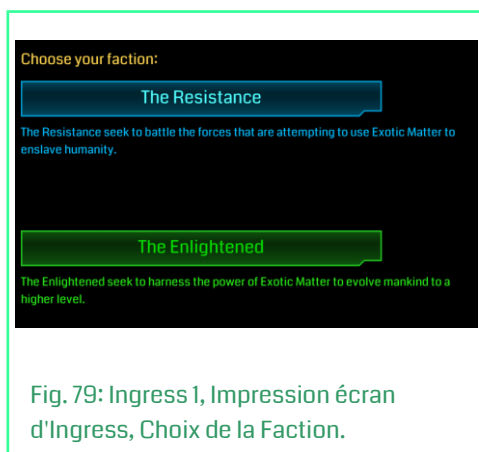 Choose your faction:
The Resistance
The Resistance seek to battle the forces that are attempting to use Exotic Matter to
enslave humanity.
The Enlightened
The Enlightened seek to harness the power of Exotic Matter to evolve mankind to a
higher level.
Fig. 79: Ingress 1, Impression écran
d'Ingress, Choix de la Faction.